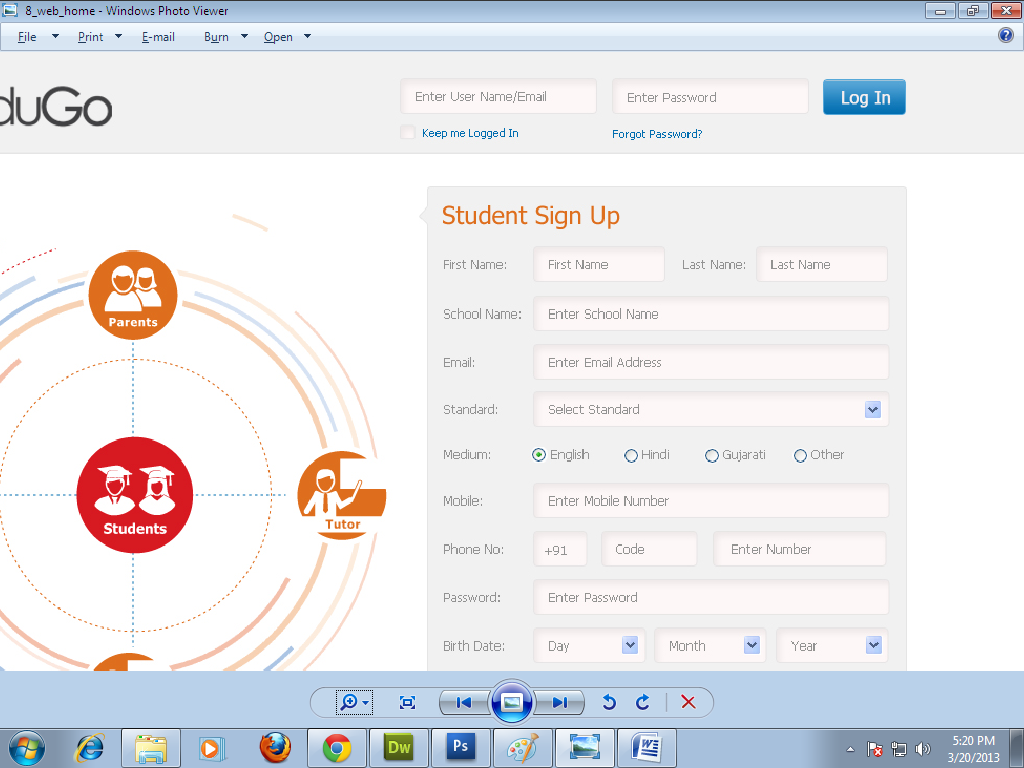 8_web_home - Windows Photo Viewer
File Print E-mail Burn Open
duGo
Enter User Name/Email Enter Password Log In
Keep me Logged In Forgot Password?
Student Sign Up
First Name: First Name Last Name: Last Name
School Name: Enter School Name
Email: Enter Email Address
Standard: Select Standard
Medium: English Hindi Gujarati Other
Mobile: Enter Mobile Number
Phone No: +91 Code Enter Number
Password: Enter Password
Birth Date: Day Month Year
Parents
Students
Tutor
Dw
Ps
5:20 PM
3/20/2013